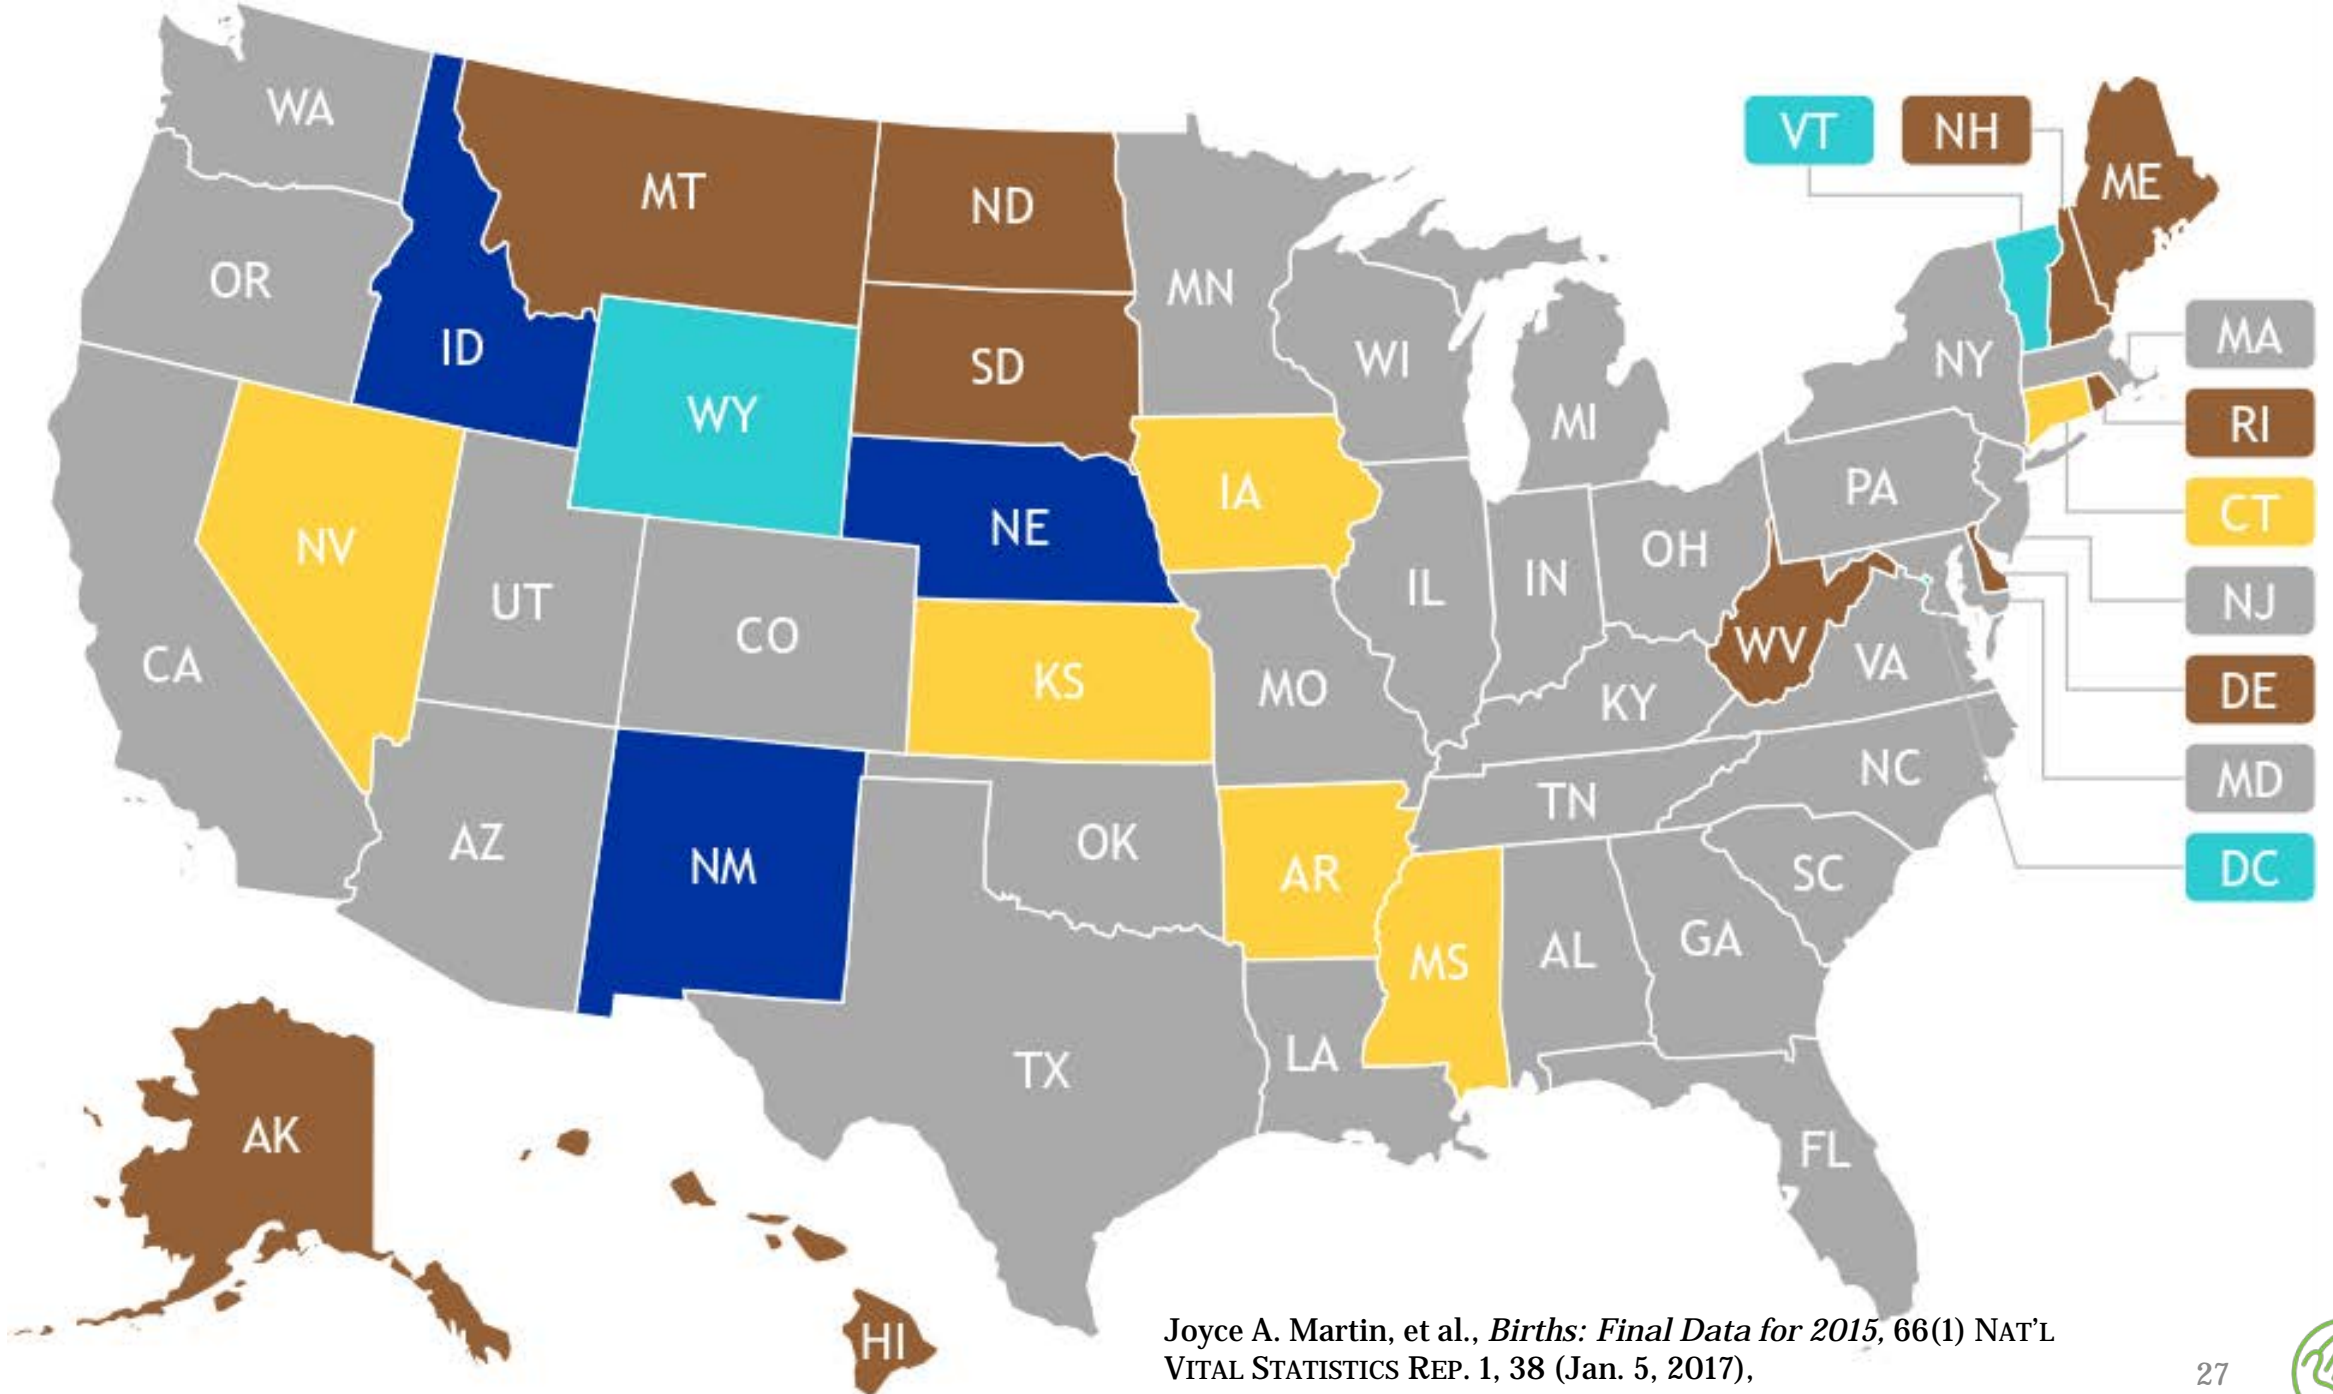 WA
VT
NH
MT
ND
ME
OR
MN
ID
SD
WI
NY
MA
WY
MI
RI
IA
PA
CT
NV
NE
OH
IN
IL
UT
NJ
CO
WV
CA
KS
MO
KY
VA
DE
NC
MD
TN
AZ
NM
OK
AR
SC
DC
MS
AL
GA
LA
TX
AK
FL
HI
Joyce A. Martin, et al., Births: Final Data for 2015, 66(1) NAT'L
VITAL STATISTICS REP. 1, 38 (Jan. 5, 2017),
27